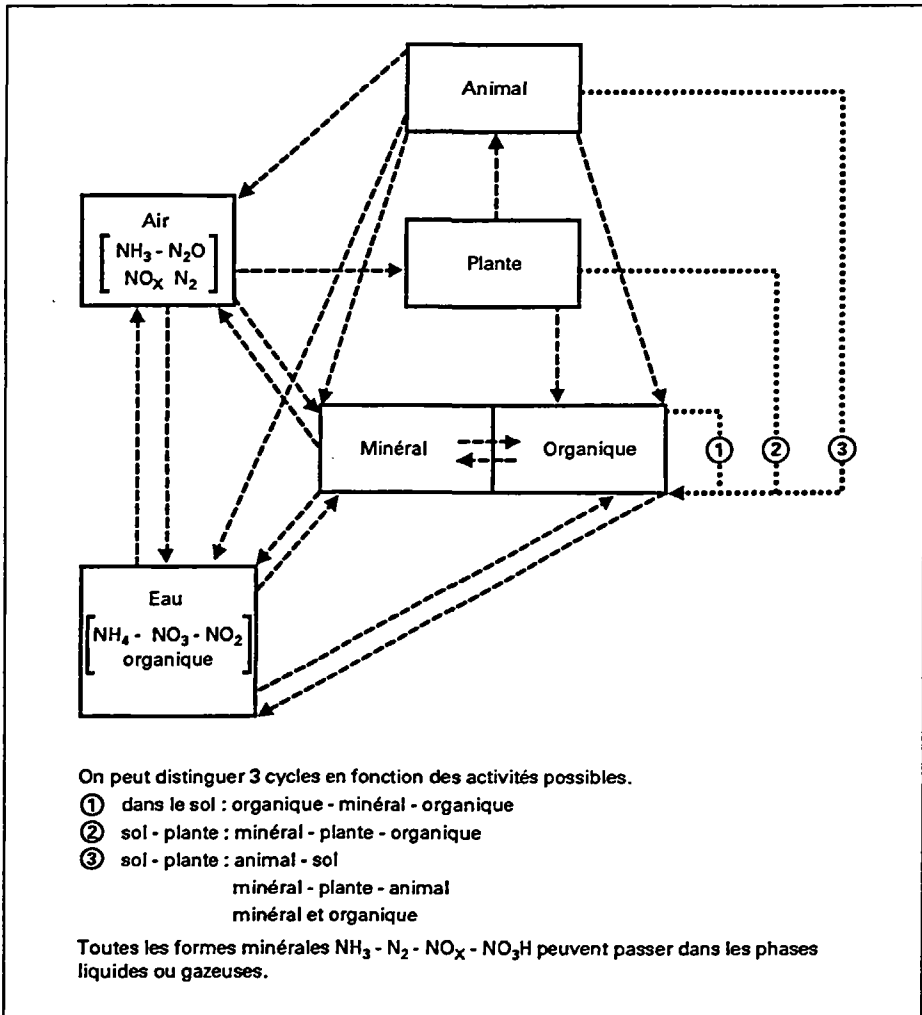 Animal
Air
NH₃ - N₂O
NOₓ N₂
Plante
Minéral
Organique
① ② ③
Eau
NH₄ - NO₃ - NO₂
organique
On peut distinguer 3 cycles en fonction des activités possibles.
① dans le sol : organique - minéral - organique
② sol - plante : minéral - plante - organique
③ sol - plante : animal - sol
minéral - plante - animal
minéral et organique
Toutes les formes minérales NH₃ - N₂ - NOₓ - NO₃H peuvent passer dans les phases
liquides ou gazeuses.